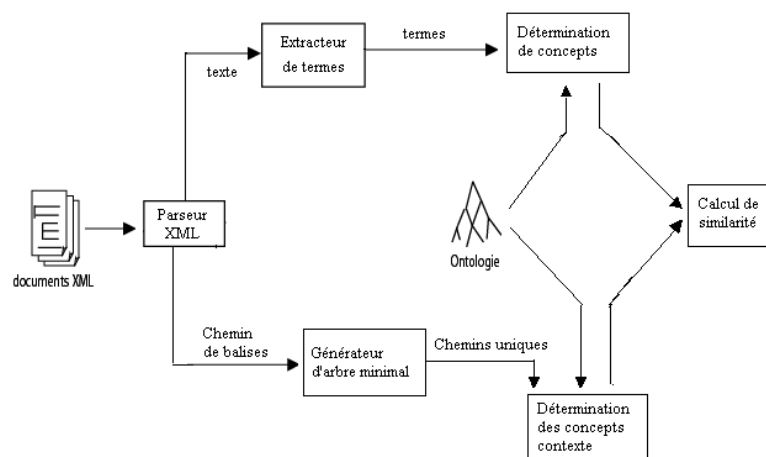 Extracteur
de termes
termes
Détermination
de concepts
texte
Parseur
XML
documents XML
Ontologie
Calcul de
similarité
Chemin
de balises
Générateur
d'arbre minimal
Chemins uniques
Détermination
des concepts
contexte